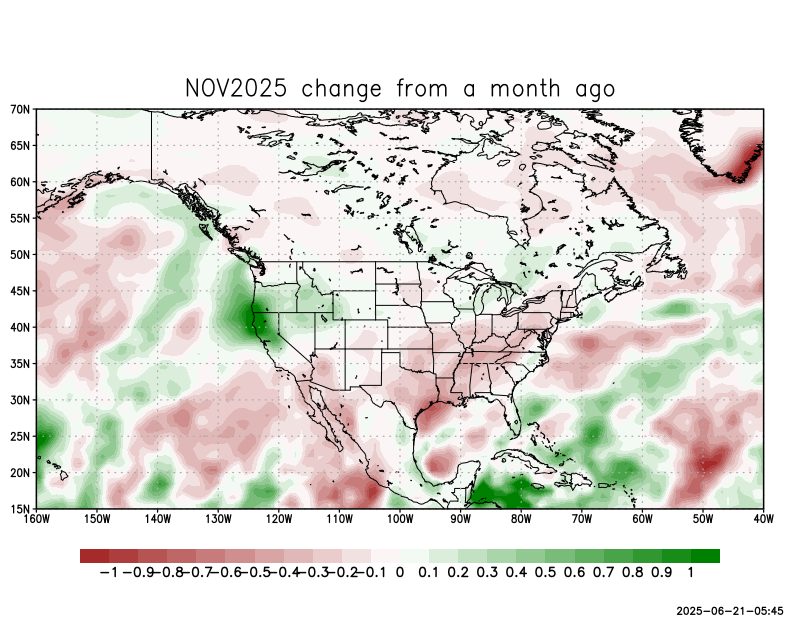 NOV2025 change from a month ago
70N
65N
60N
55N
50N
45N
40N
35N
30N
25N
20N
15N
160W 150W 140W 130W 120W 110W 100W 90W 80W 70W 60W 50W 40W
-1 -0.9 -0.8 -0.7 -0.6 -0.5 -0.4 -0.3 -0.2 -0.1 0 0.1 0.2 0.3 0.4 0.5 0.6 0.7 0.8 0.9 1
2025-06-21-05:45